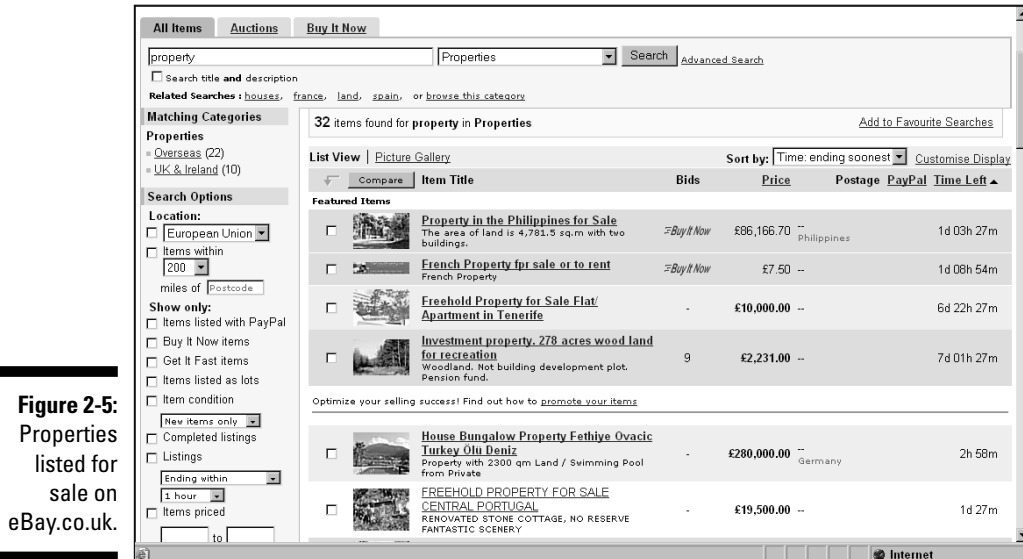 All Items Auctions Buy It Now
property Properties Search Advanced Search
Search title and description
Related Searches : houses, france, land, spain, or browse this category
Matching Categories
Properties
Overseas (22)
UK & Ireland (10)
Search Options
Location:
European Union
Items within
200
miles of Postcode
Show only:
Items listed with PayPal
Buy It Now items
Get It Fast items
Items listed as lots
Item condition
New items only
Completed listings
Listings
Ending within
1 hour
Items priced
to
32 items found for property in Properties Add to Favourite Searches
List View | Picture Gallery Sort by: Time: ending soonest Customise Display
Compare Item Title Bids Price Postage PayPal Time Left
Featured Items
Property in the Philippines for Sale
The area of land is 4,781.5 sq.m with two
buildings.
Buy It Now £86,166.70 -- Philippines 1d 03h 27m
French Property fpr sale or to rent
French Property
Buy It Now £7.50 -- 1d 08h 54m
Freehold Property for Sale Flat/
Apartment in Tenerife
- £10,000.00 -- 6d 22h 27m
Investment property, 278 acres wood land
for recreation
Woodland. Not building development plot.
Pension fund.
9 £2,231.00 -- 7d 01h 27m
Optimize your selling success! Find out how to promote your items
House Bungalow Property Fethiye Ovacic
Turkey Ölü Deniz
Property with 2300 qm Land / Swimming Pool
from Private
- £280,000.00 -- Germany 2h 58m
FREEHOLD PROPERTY FOR SALE
CENTRAL PORTUGAL
RENOVATED STONE COTTAGE, NO RESERVE
FANTASTIC SCENERY
- £19,500.00 -- 1d 27m
Internet
Figure 2-5:
Properties
listed for
sale on
eBay.co.uk.